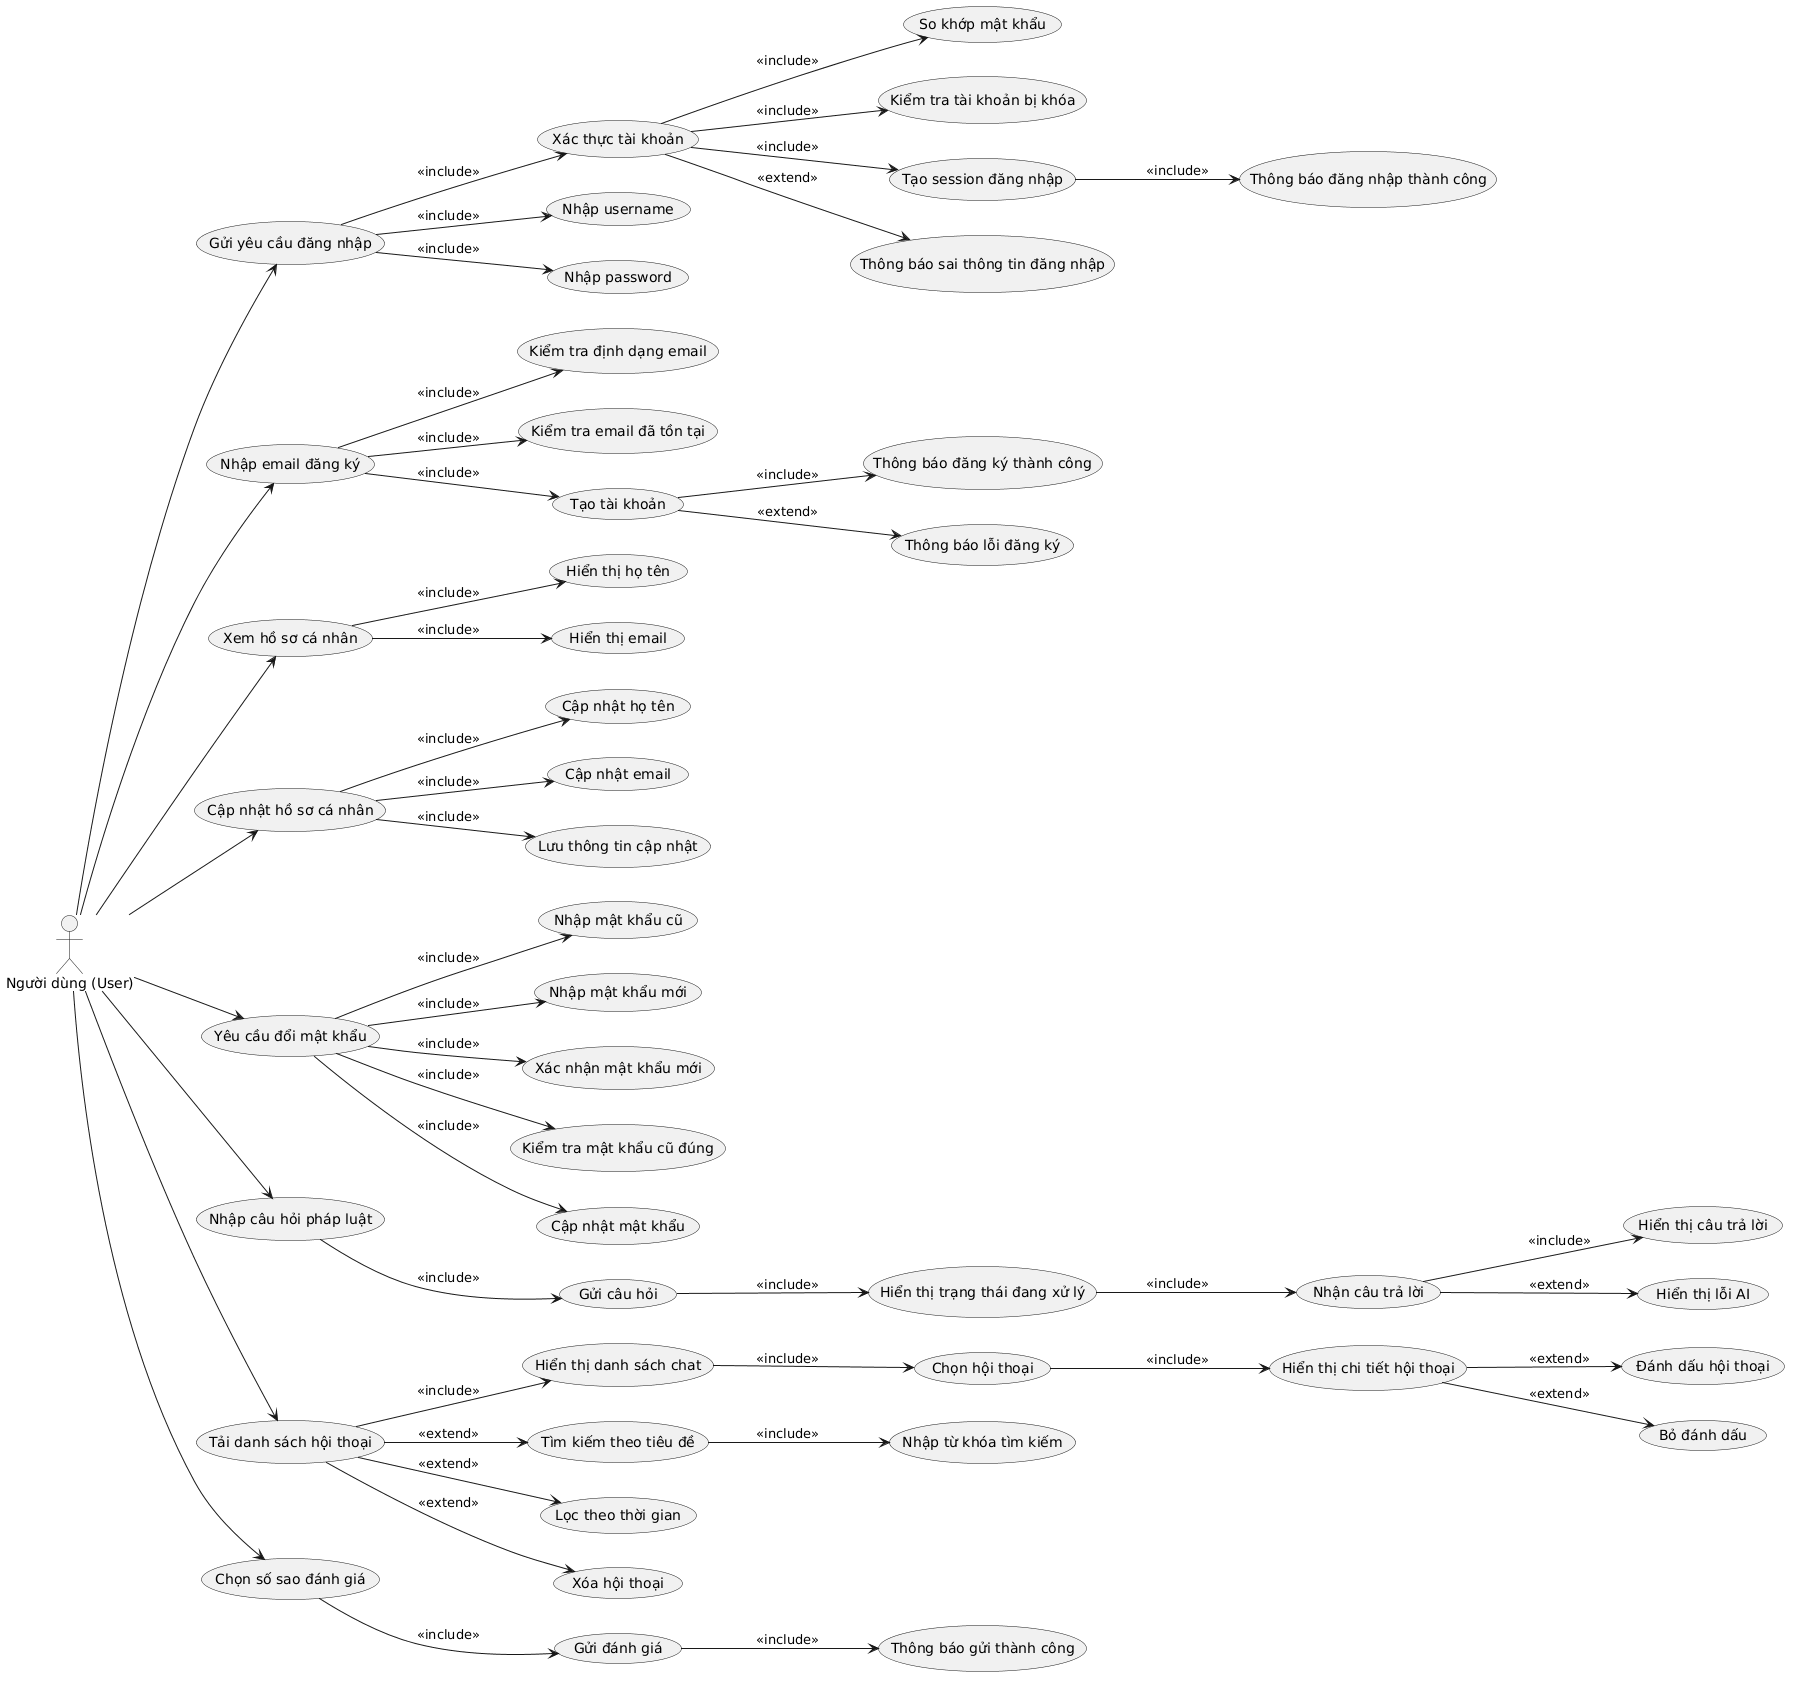 So khớp mật khẩu
«include»
Kiểm tra tài khoản bị khóa
«include»
Xác thực tài khoản
«include»
«include»
Tạo session đăng nhập
Thông báo đăng nhập thành công
«include»
«extend»
Nhập username
«include»
Gửi yêu cầu đăng nhập
«include»
Thông báo sai thông tin đăng nhập
Nhập password
Kiểm tra định dạng email
«include»
Kiểm tra email đã tồn tại
«include»
Nhập email đăng ký
«include»
«include»
Thông báo đăng ký thành công
Tạo tài khoản
«extend»
Thông báo lỗi đăng ký
Hiển thị họ tên
«include»
«include»
Xem hồ sơ cá nhân
Hiển thị email
Cập nhật họ tên
«include»
Cập nhật email
«include»
Cập nhật hồ sơ cá nhân
«include»
Lưu thông tin cập nhật
Người dùng (User)
Nhập mật khẩu cũ
«include»
Nhập mật khẩu mới
«include»
Yêu cầu đổi mật khẩu
«include»
Xác nhận mật khẩu mới
«include»
«include»
Kiểm tra mật khẩu cũ đúng
Cập nhật mật khẩu
Nhập câu hỏi pháp luật
«include»
Gửi câu hỏi
«include»
Hiển thị trạng thái đang xử lý
«include»
Nhận câu trả lời
«include»
Hiển thị câu trả lời
«extend»
Hiển thị lỗi AI
Hiển thị danh sách chat
«include»
Chọn hội thoại
«include»
Hiển thị chi tiết hội thoại
«extend»
Đánh dấu hội thoại
«extend»
Bỏ đánh dấu
«include»
Tải danh sách hội thoại
«extend»
Tìm kiếm theo tiêu đề
«include»
Nhập từ khóa tìm kiếm
«extend»
«extend»
Lọc theo thời gian
Xóa hội thoại
Chọn số sao đánh giá
«include»
Gửi đánh giá
«include»
Thông báo gửi thành công